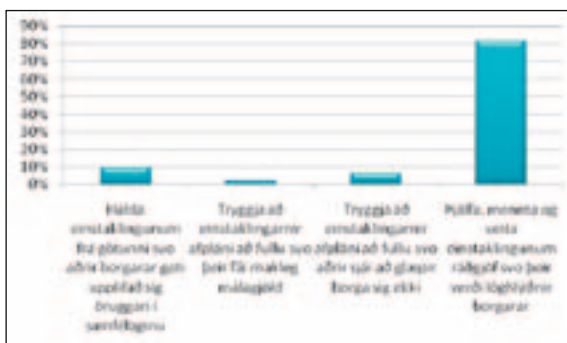 90%
80%
70%
60%
50%
40%
30%
20%
10%
0%
Halda
einstaklingunum
frá götunni svo
aðrir borgarar geti
upplifað sig
öruggari í
samfélaginu
Tryggja að
einstaklingarnir
afpláni að fullu svo
þeir fái makleg
málagjöld
Tryggja að
einstaklingarnir
afpláni að fullu svo
aðrir sjái að glæpir
borga sig ekki
Þjálfa, mennta og
veita
einstaklingunum
ráðgjöf svo þeir
verði löghlýðnir
borgarar